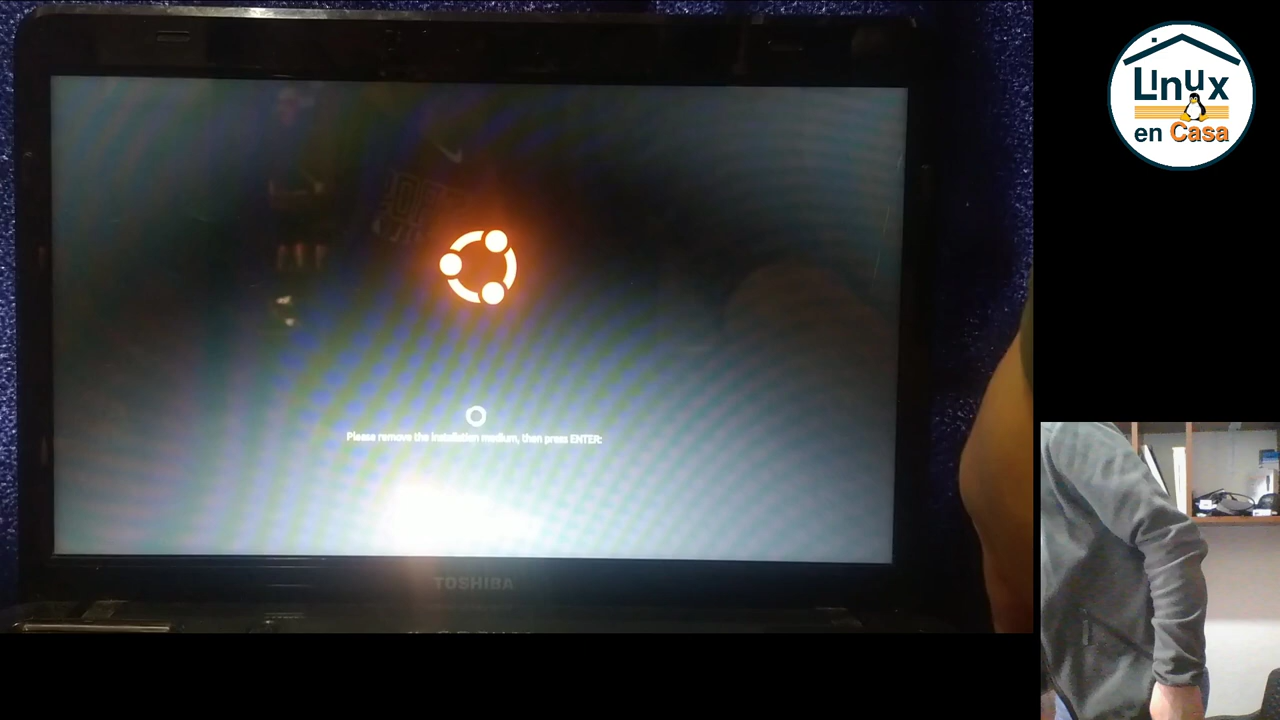 Linux
en Casa
Please remove the installation medium, then press ENTER:
TOSHIBA